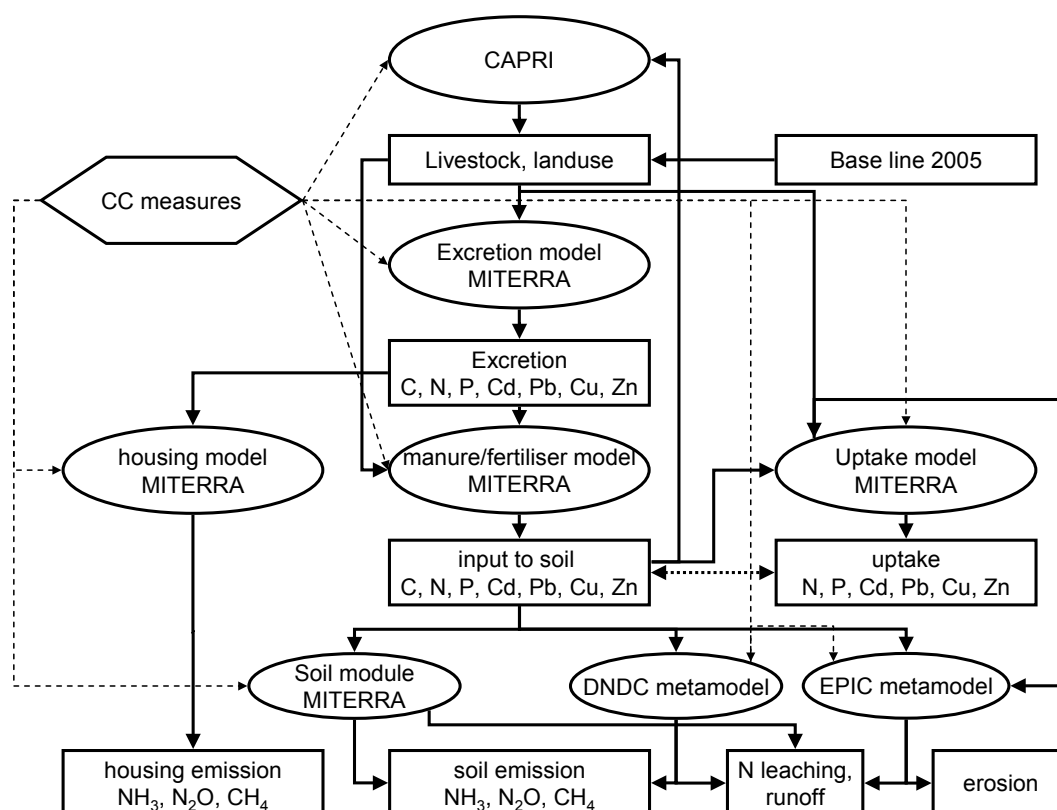 CAPRI
Livestock, landuse
Base line 2005
CC measures
Excretion model
MITERRA
Excretion
C, N, P, Cd, Pb, Cu, Zn
housing model
MITERRA
manure/fertiliser model
MITERRA
Uptake model
MITERRA
input to soil
C, N, P, Cd, Pb, Cu, Zn
uptake
N, P, Cd, Pb, Cu, Zn
Soil module
MITERRA
DNDC metamodel
EPIC metamodel
housing emission
NH₃, N₂O, CH₄
soil emission
NH₃, N₂O, CH₄
N leaching,
runoff
erosion